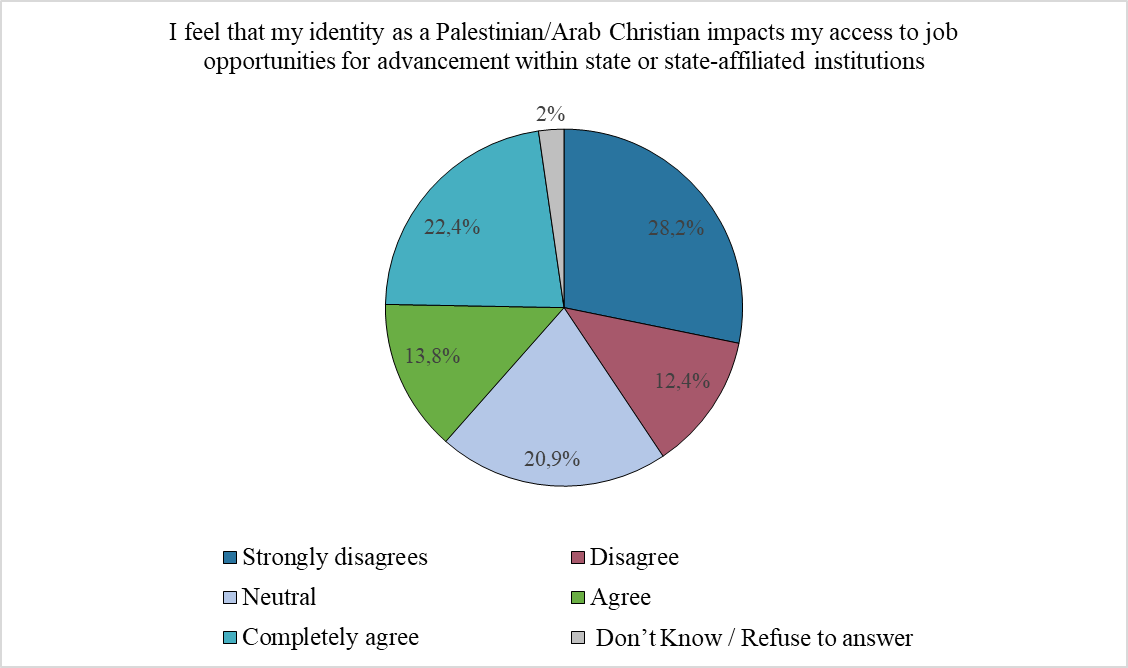 I feel that my identity as a Palestinian/Arab Christian impacts my access to job
opportunities for advancement within state or state-affiliated institutions
2%
22,4%
28,2%
13,8%
12,4%
20,9%
Strongly disagrees
Disagree
Neutral
Agree
Completely agree
Don’t Know / Refuse to answer